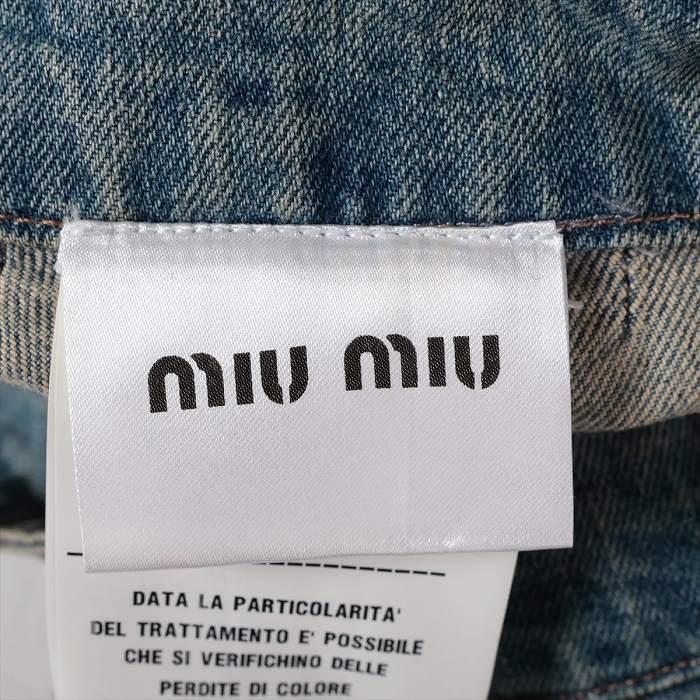 miu miu
DATA LA PARTICOLARITA'
DEL TRATTAMENTO E' POSSIBILE
CHE SI VERIFICHINO DELLE
PERDITE DI COLORE